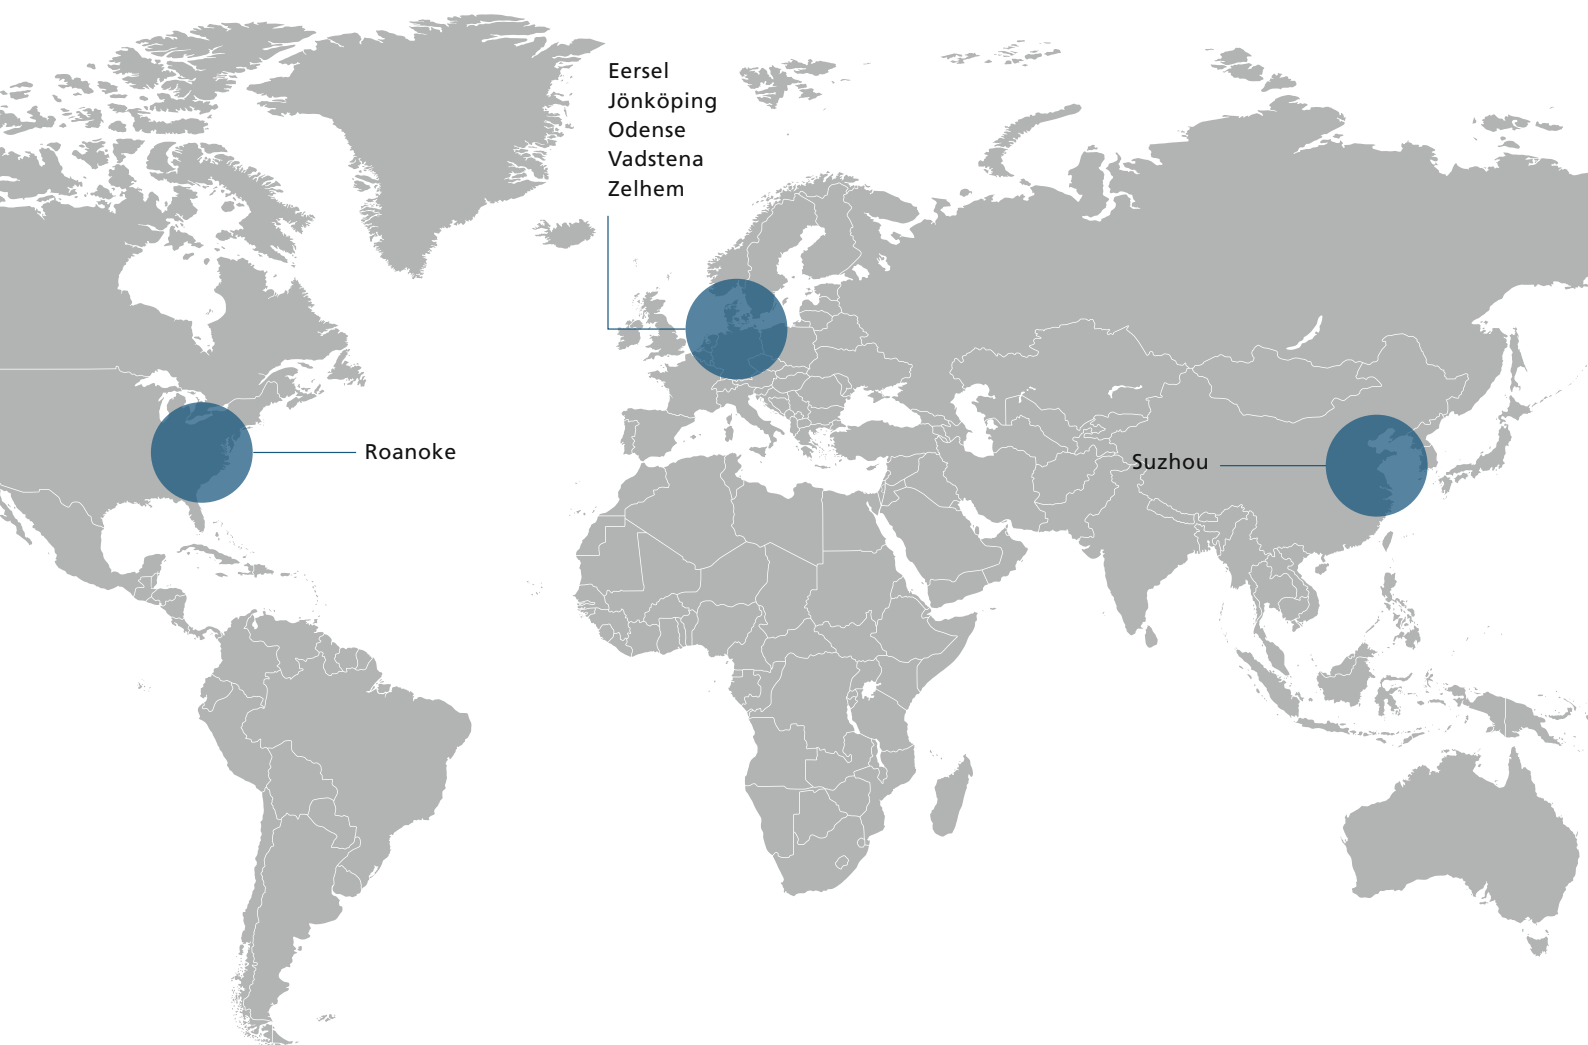 Eersel
Jönköping
Odense
Vadstena
Zelhem
Roanoke
Suzhou